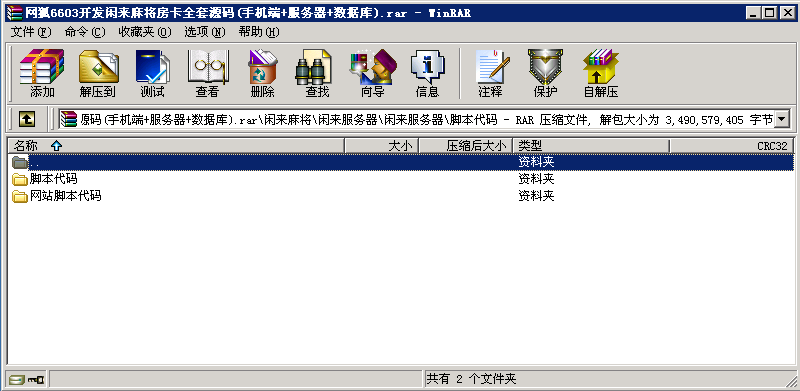 网狐6603开发闲来麻将房卡全套源码(手机端+服务器+数据库).rar - WinRAR
文件(F) 命令(C) 收藏夹(O) 选项(N) 帮助(H)
添加 解压到 测试 查看 删除 查找 向导 信息 注释 保护 自解压
源码(手机端+服务器+数据库).rar\闲来麻将\闲来服务器\闲来服务器\脚本代码 - RAR 压缩文件, 解包大小为 3,490,579,405 字节
名称 大小 压缩后大小 类型 CRC32
.. 资料夹
脚本代码 资料夹
网站脚本代码 资料夹
共有 2 个文件夹